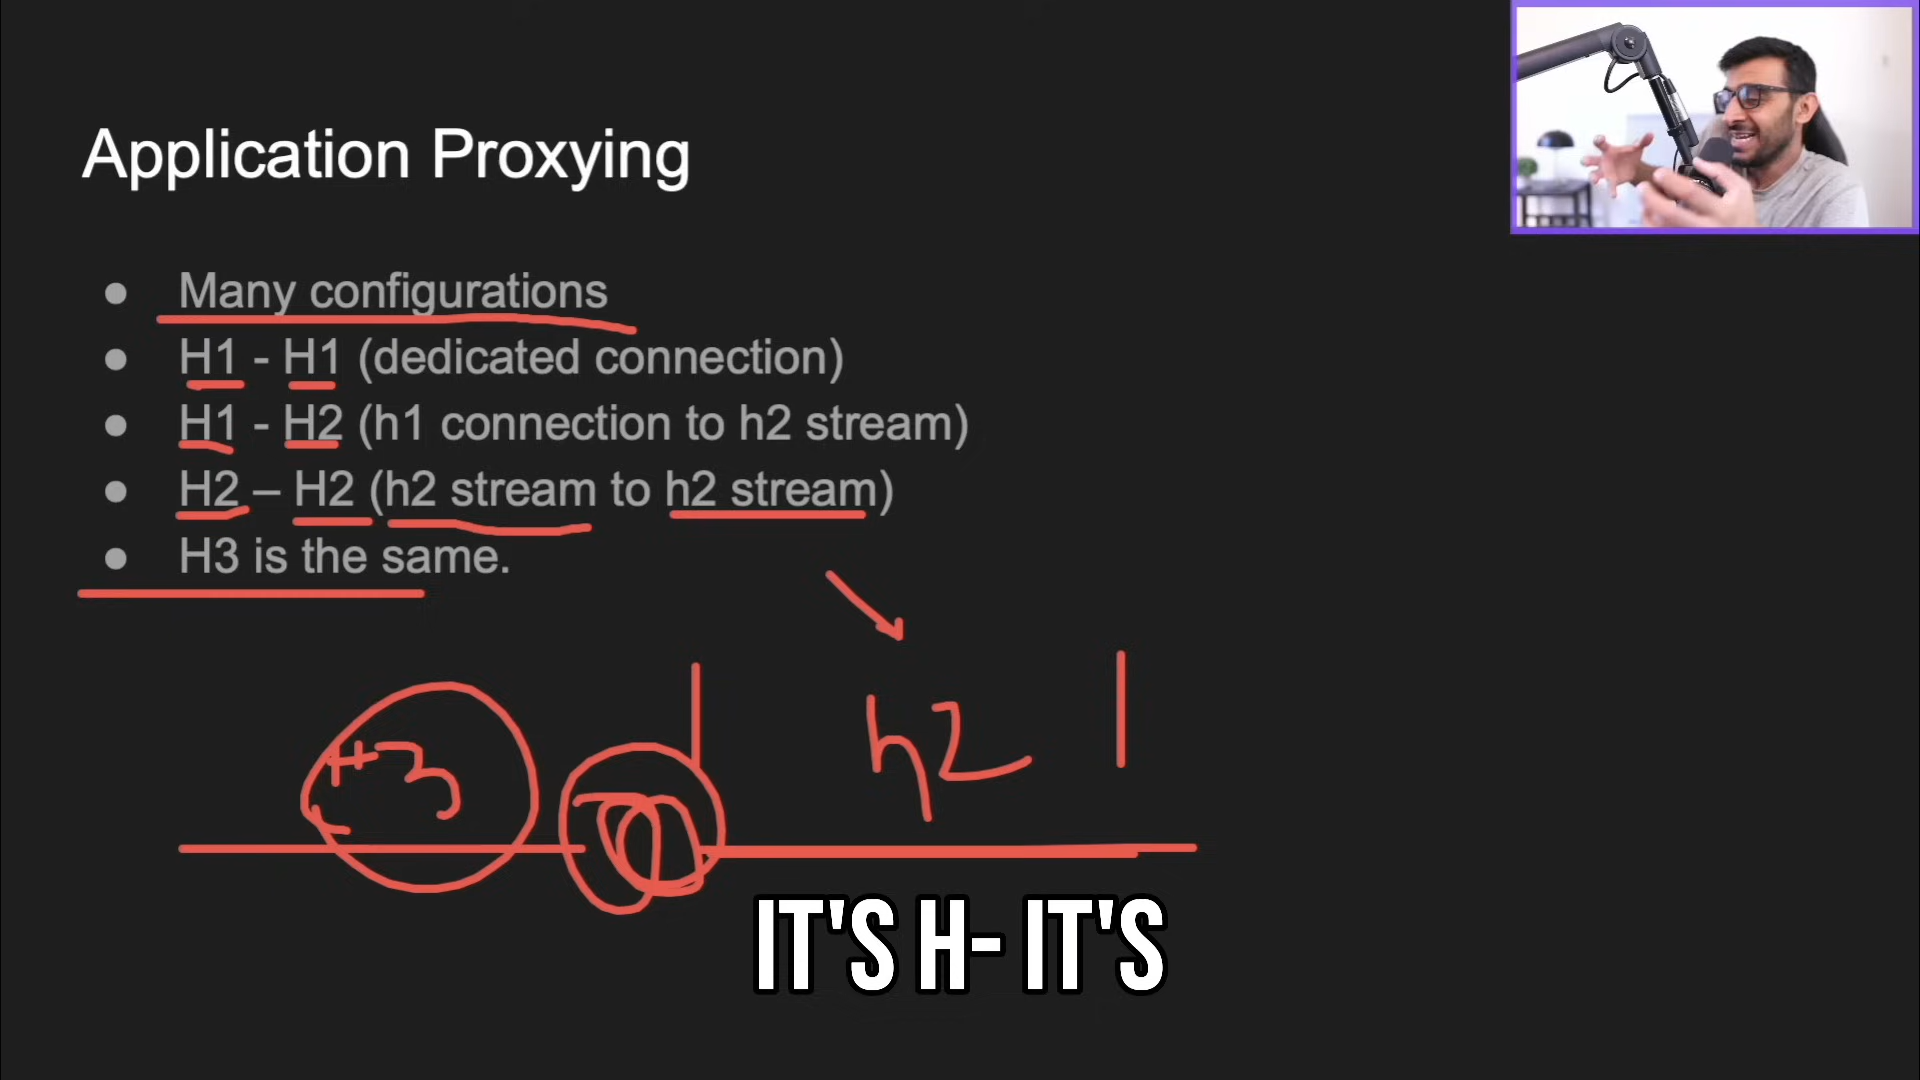 Application Proxying
● Many configurations
● H1 - H1 (dedicated connection)
● H1 - H2 (h1 connection to h2 stream)
● H2 – H2 (h2 stream to h2 stream)
● H3 is the same.
H3 h2
IT'S H- IT'S